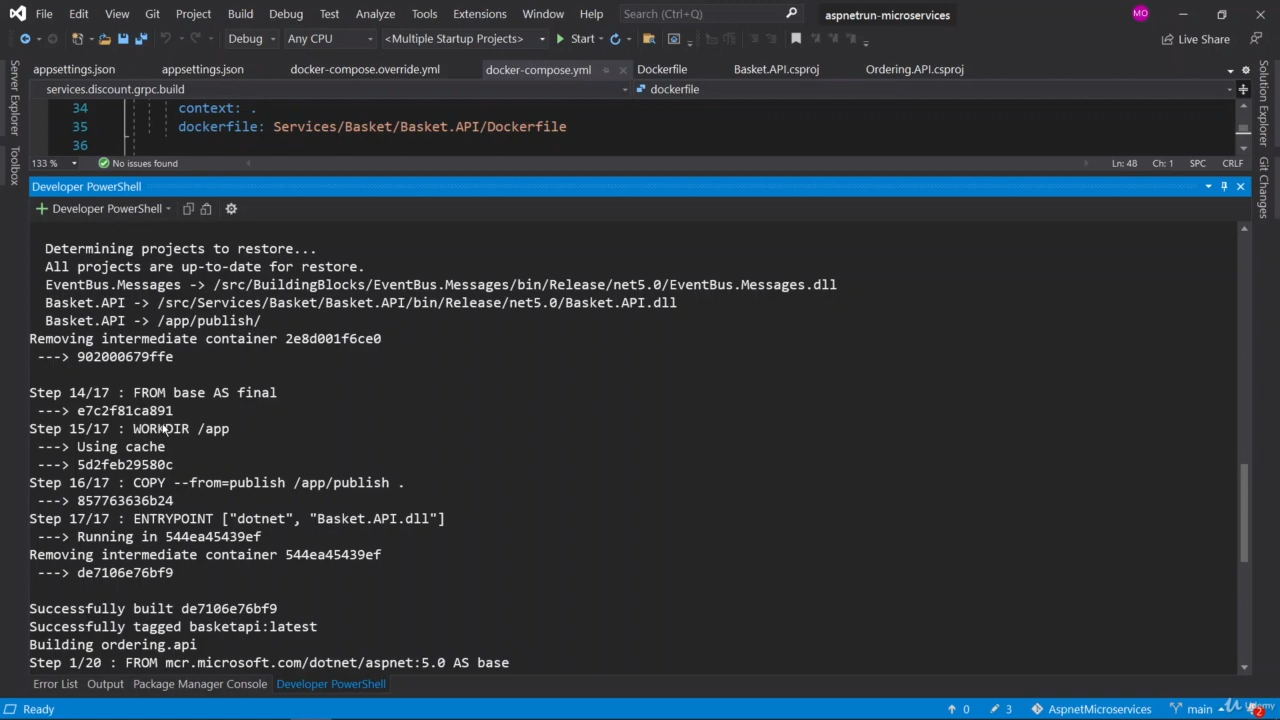 File Edit View Git Project Build Debug Test Analyze Tools Extensions Window Help Search (Ctrl+Q) aspnetrun-microservices MO
Debug Any CPU <Multiple Startup Projects> Start Live Share
appsettings.json appsettings.json docker-compose.override.yml docker-compose.yml Dockerfile Basket.API.csproj Ordering.API.csproj
services.discount.grpc.build dockerfile
34 context: .
35 dockerfile: Services/Basket/Basket.API/Dockerfile
36
133 % No issues found Ln: 48 Ch: 1 SPC CRLF
Server Explorer
Toolbox
Solution Explorer
Git Changes
Developer PowerShell
Developer PowerShell
Determining projects to restore...
All projects are up-to-date for restore.
EventBus.Messages -> /src/BuildingBlocks/EventBus.Messages/bin/Release/net5.0/EventBus.Messages.dll
Basket.API -> /src/Services/Basket/Basket.API/bin/Release/net5.0/Basket.API.dll
Basket.API -> /app/publish/
Removing intermediate container 2e8d001f6ce0
---> 902000679ffe
Step 14/17 : FROM base AS final
---> e7c2f81ca891
Step 15/17 : WORKDIR /app
---> Using cache
---> 5d2feb29580c
Step 16/17 : COPY --from=publish /app/publish .
---> 857763636b24
Step 17/17 : ENTRYPOINT ["dotnet", "Basket.API.dll"]
---> Running in 544ea45439ef
Removing intermediate container 544ea45439ef
---> de7106e76bf9
Successfully built de7106e76bf9
Successfully tagged basketapi:latest
Building ordering.api
Step 1/20 : FROM mcr.microsoft.com/dotnet/aspnet:5.0 AS base
Error List Output Package Manager Console Developer PowerShell
Ready 0 3 AspnetMicroservices main 2
Udemy